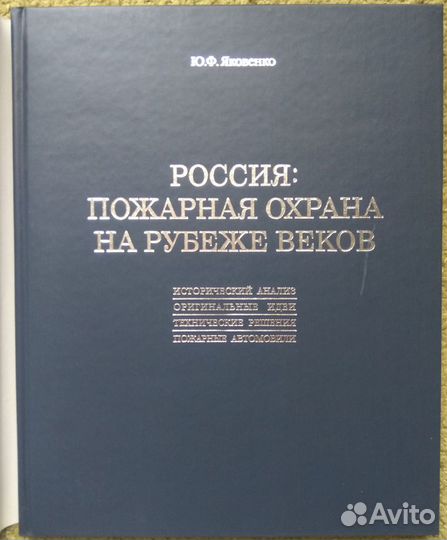 Ю.Ф. Яковенко
РОССИЯ:
ПОЖАРНАЯ ОХРАНА
НА РУБЕЖЕ ВЕКОВ
ИСТОРИЧЕСКИЙ АНАЛИЗ
ОРИГИНАЛЬНЫЕ ИДЕИ
ТЕХНИЧЕСКИЕ РЕШЕНИЯ
ПОЖАРНЫЕ АВТОМОБИЛИ
Avito